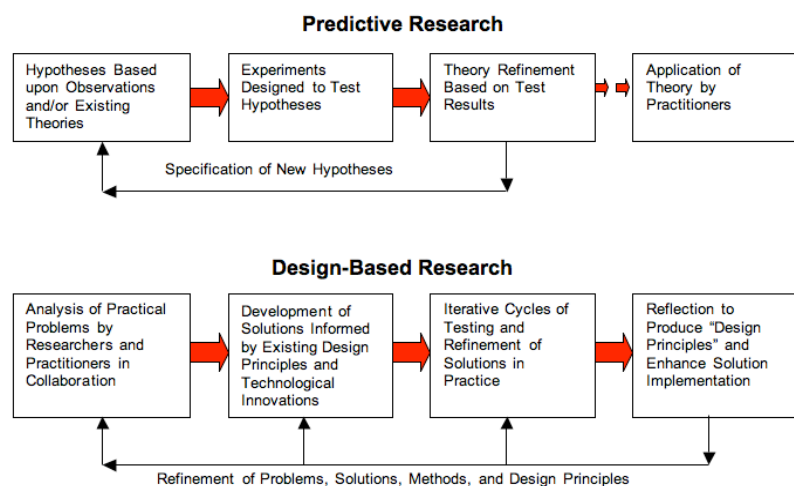 Predictive Research
Hypotheses Based
upon Observations
and/or Existing
Theories
Experiments
Designed to Test
Hypotheses
Theory Refinement
Based on Test
Results
Application of
Theory by
Practitioners
Specification of New Hypotheses
Design-Based Research
Analysis of Practical
Problems by
Researchers and
Practitioners in
Collaboration
Development of
Solutions Informed
by Existing Design
Principles and
Technological
Innovations
Iterative Cycles of
Testing and
Refinement of
Solutions in
Practice
Reflection to
Produce “Design
Principles” and
Enhance Solution
Implementation
Refinement of Problems, Solutions, Methods, and Design Principles